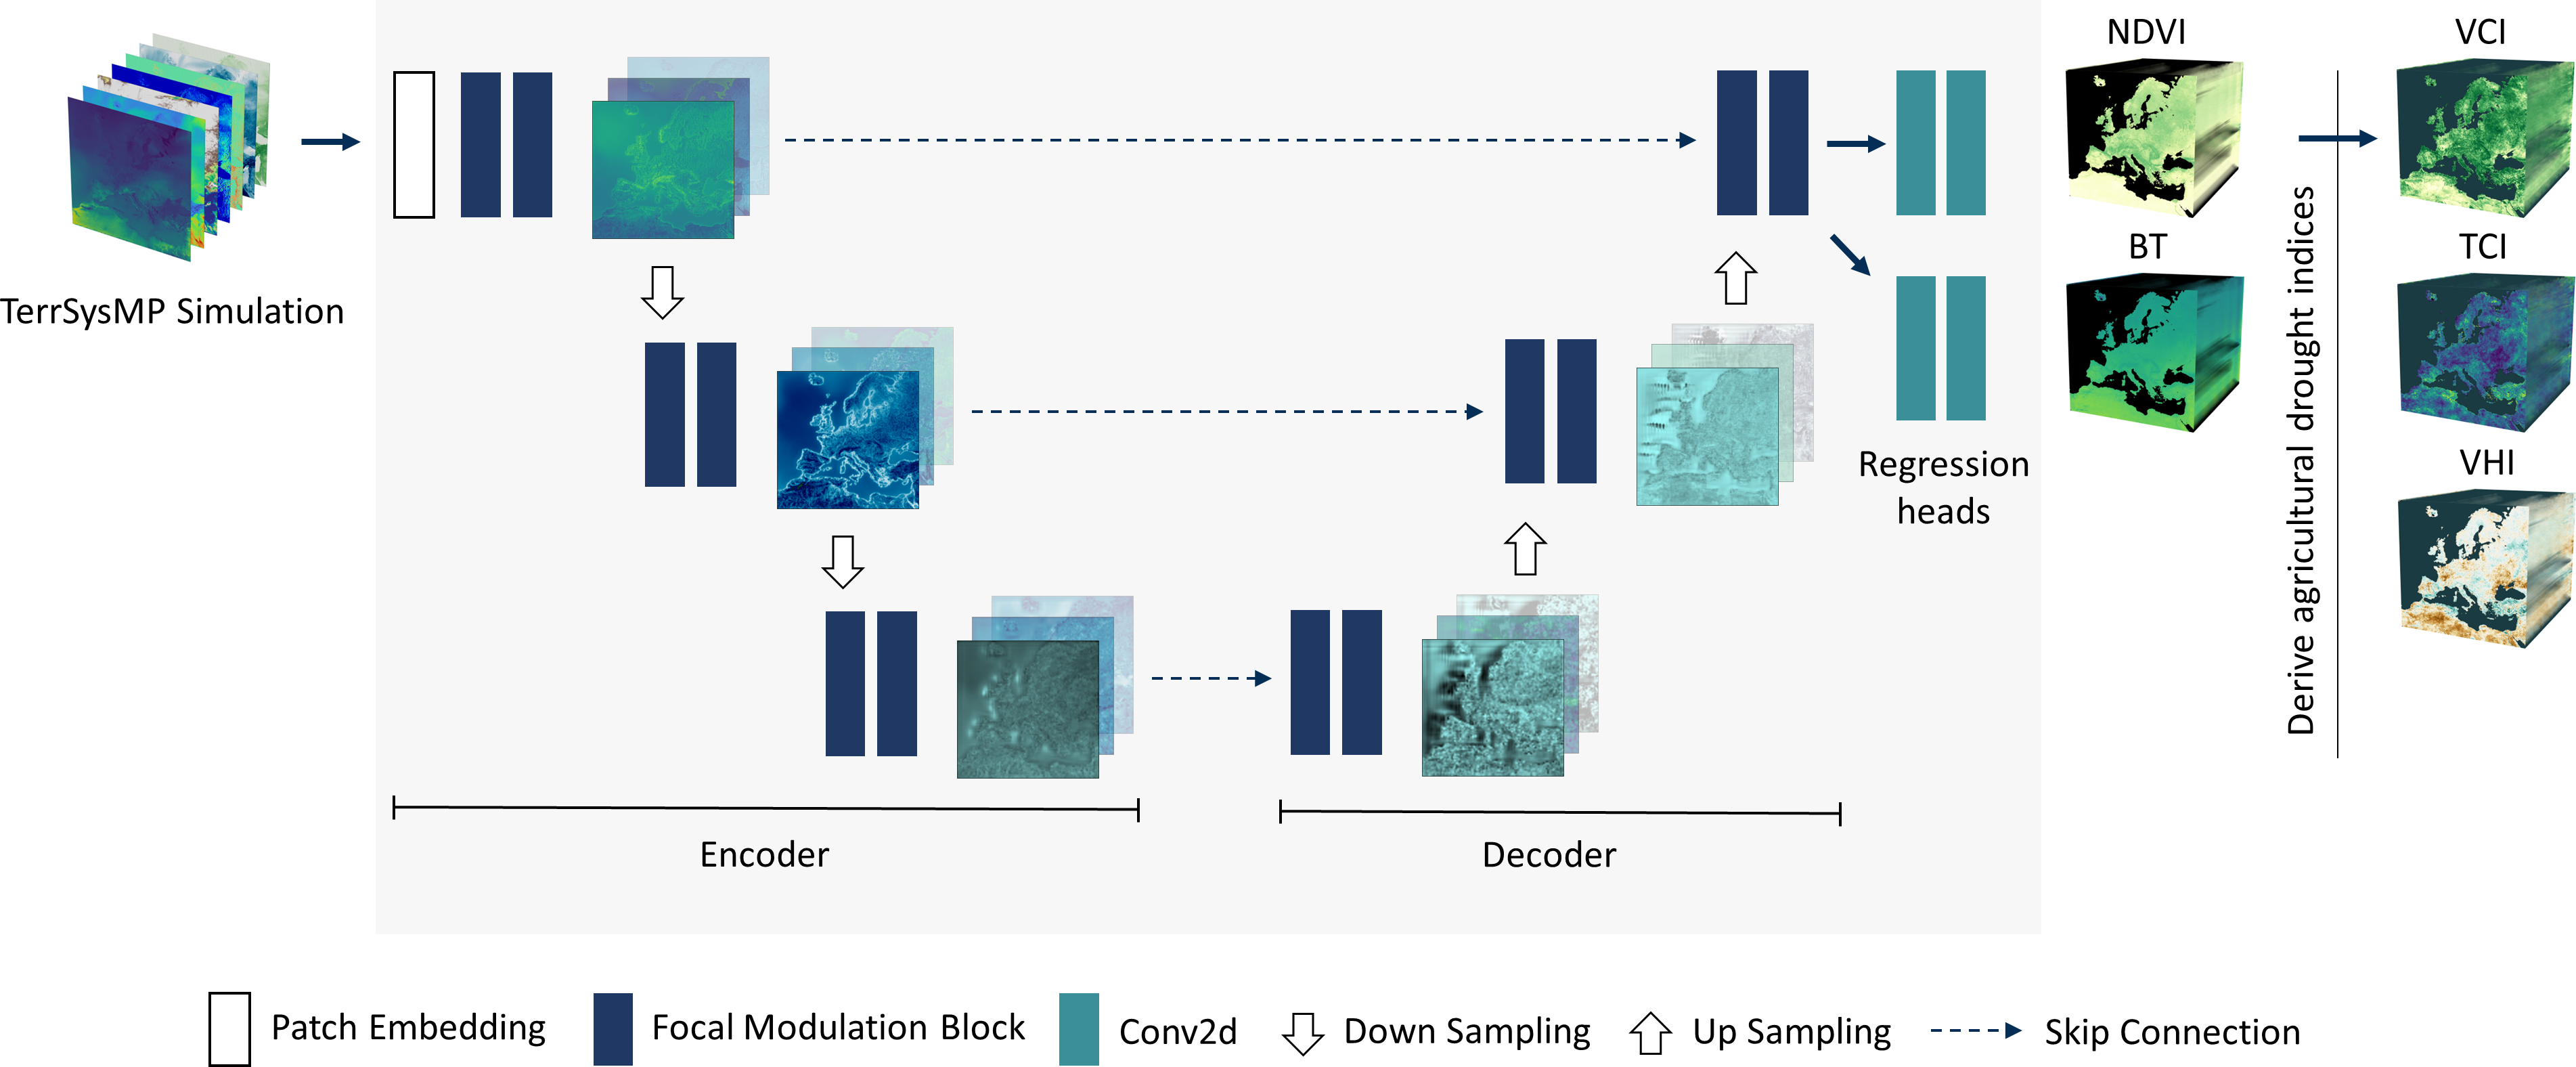 TerrSysMP Simulation
Encoder
Decoder
Regression
heads
NDVI
BT
Derive agricultural drought indices
VCI
TCI
VHI
Patch Embedding
Focal Modulation Block
Conv2d
Down Sampling
Up Sampling
Skip Connection